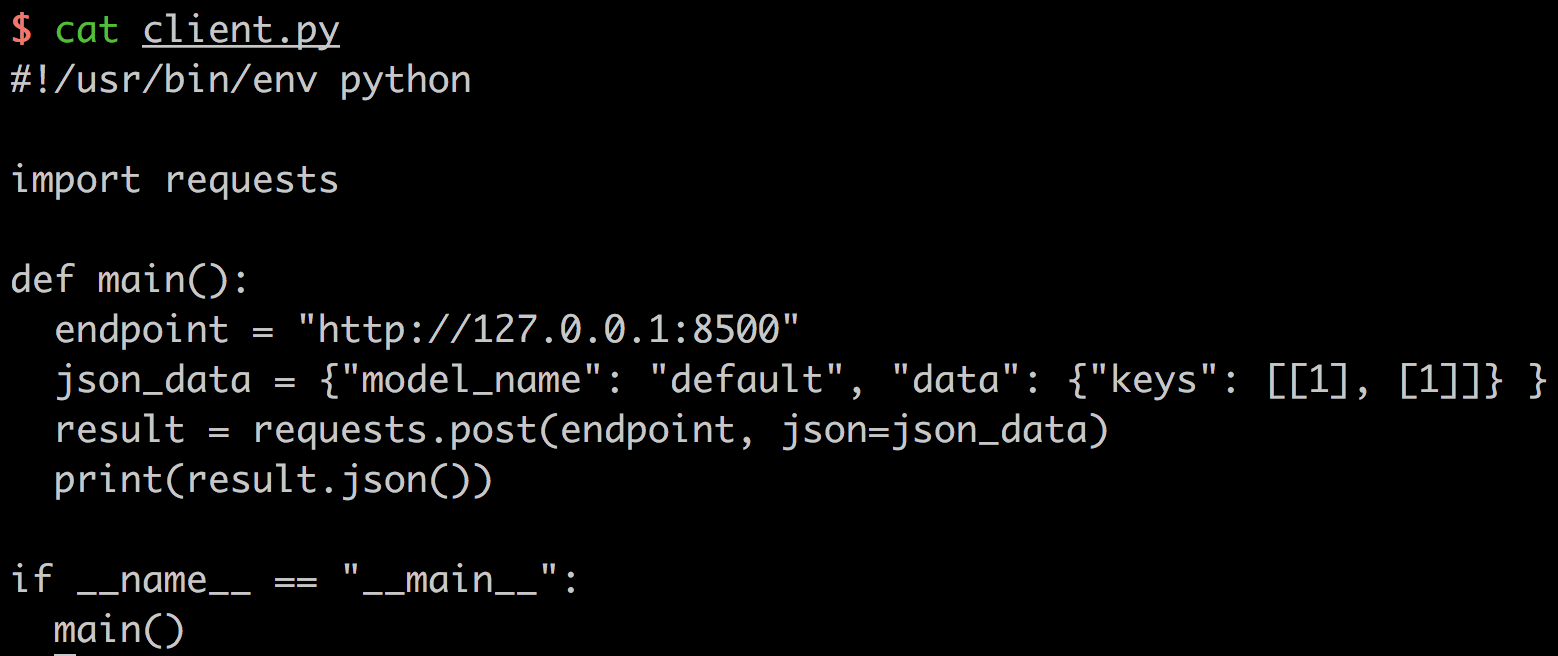 $ cat client.py
#!/usr/bin/env python

import requests

def main():
  endpoint = "http://127.0.0.1:8500"
  json_data = {"model_name": "default", "data": {"keys": [[1], [1]]} }
  result = requests.post(endpoint, json=json_data)
  print(result.json())

if __name__ == "__main__":
  main()